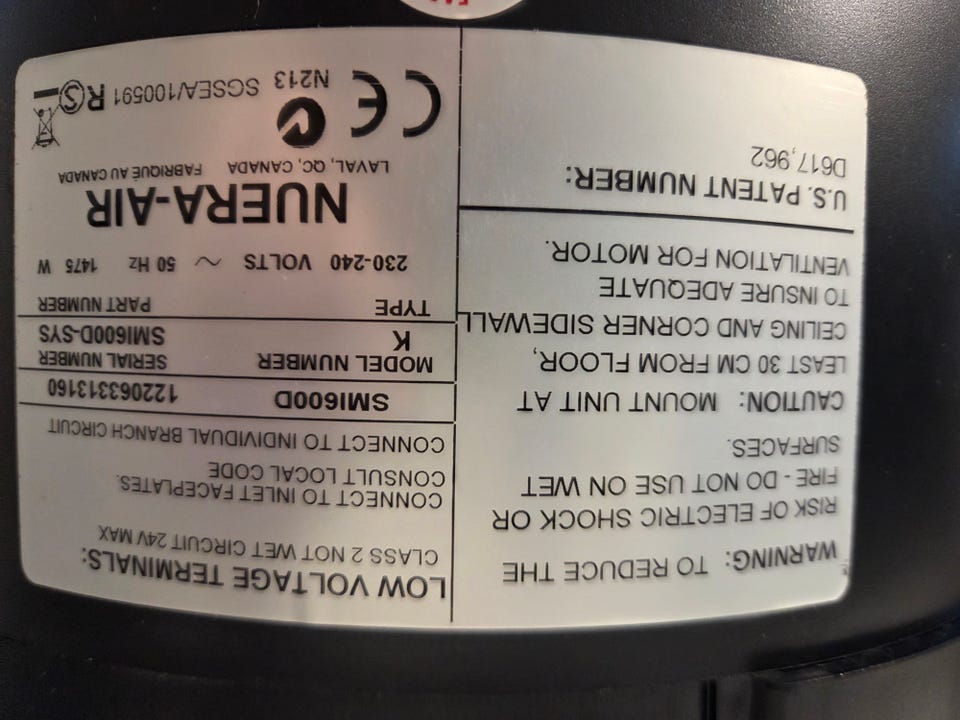 WARNING: TO REDUCE THE
RISK OF ELECTRIC SHOCK OR
FIRE - DO NOT USE ON WET
SURFACES.
CAUTION: MOUNT UNIT AT
LEAST 30 CM FROM FLOOR,
CEILING AND CORNER SIDEWALL
TO INSURE ADEQUATE
VENTILATION FOR MOTOR.
U.S. PATENT NUMBER:
D617,962
LOW VOLTAGE TERMINALS:
CLASS 2 NOT WET CIRCUIT 24V MAX
CONNECT TO INLET FACEPLATES.
CONSULT LOCAL CODE
CONNECT TO INDIVIDUAL BRANCH CIRCUIT
SMI600D 122063313160
MODEL NUMBER SERIAL NUMBER
K SMI600D-SYS
TYPE PART NUMBER
230-240 VOLTS ~ 50 Hz 1475 W
NUERA-AIR
LAVAL, QC, CANADA FABRIQUÉ AU CANADA
CE N213 SGSEA/100591 R S